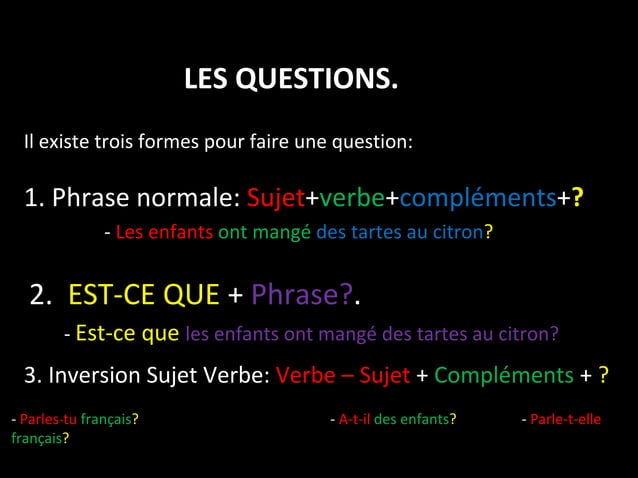 LES QUESTIONS.
Il existe trois formes pour faire une question:
1. Phrase normale: Sujet+verbe+compléments+?
- Les enfants ont mangé des tartes au citron?
2. EST-CE QUE + Phrase?.
- Est-ce que les enfants ont mangé des tartes au citron?
3. Inversion Sujet Verbe: Verbe – Sujet + Compléments + ?
- Parles-tu français? - A-t-il des enfants? - Parle-t-elle
français?